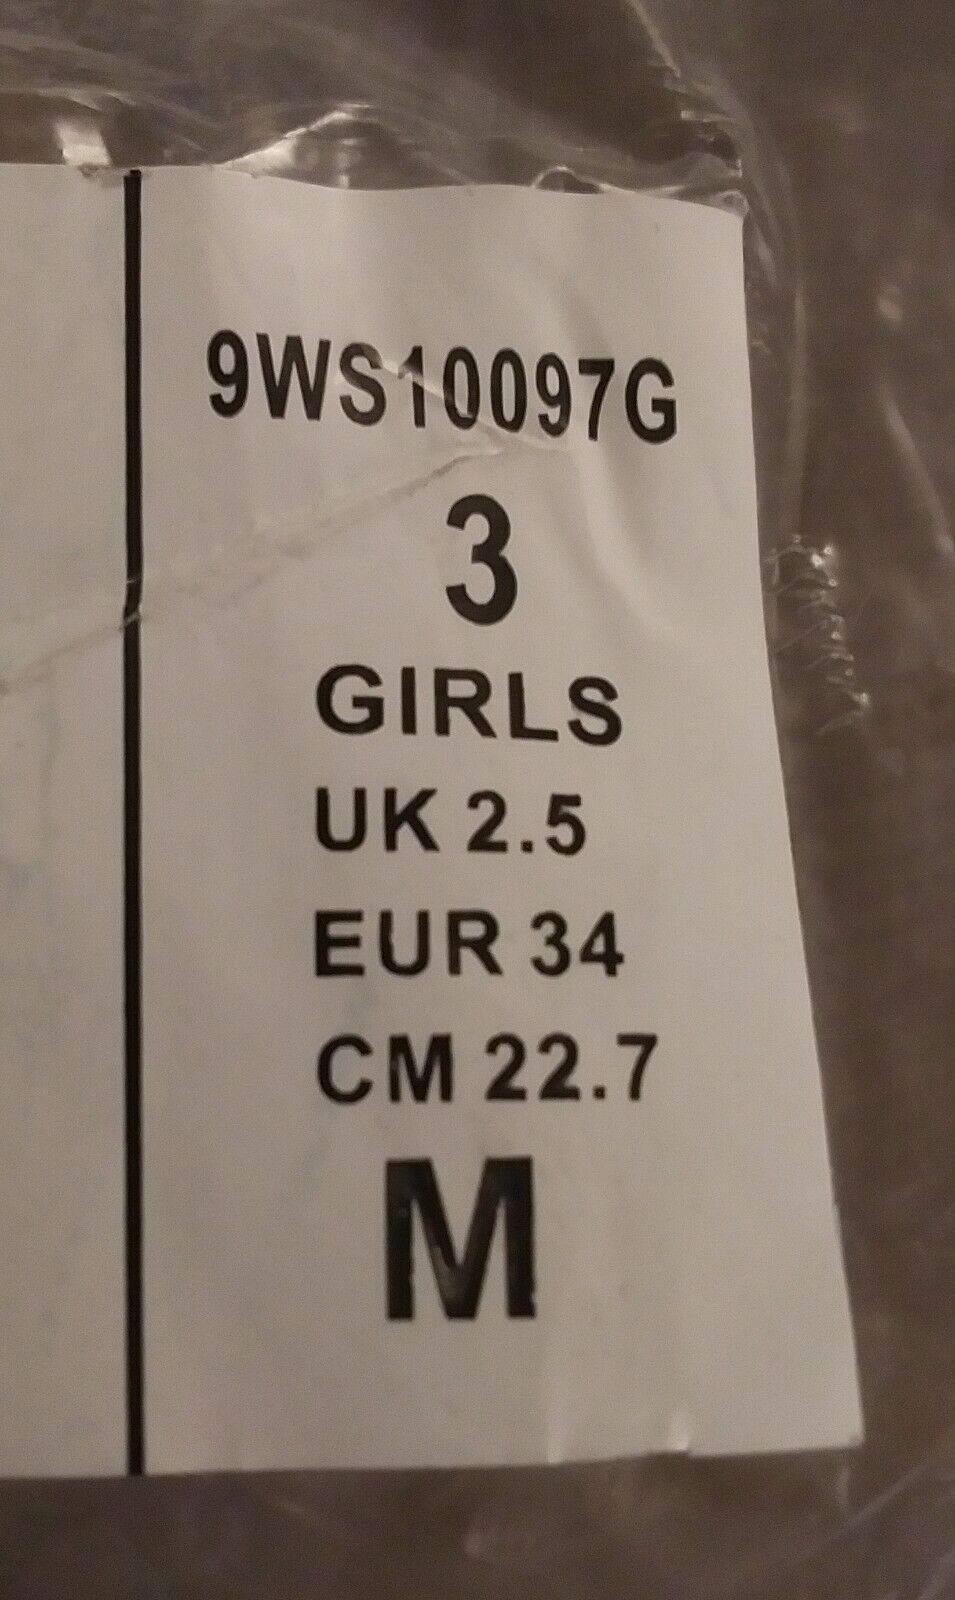 9WS10097G
3
GIRLS
UK 2.5
EUR 34
CM 22.7
M